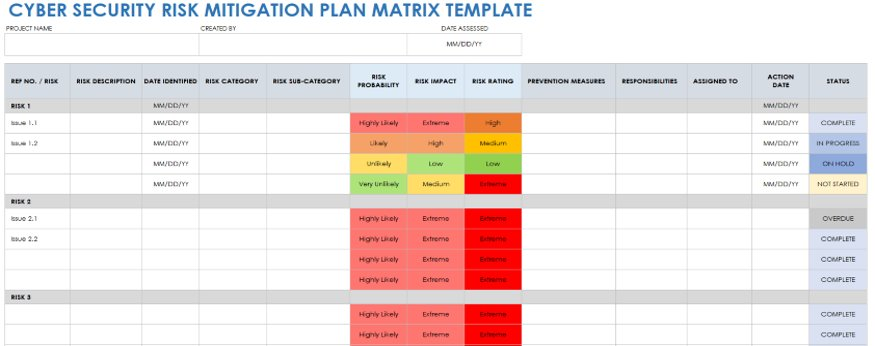 CYBER SECURITY RISK MITIGATION PLAN MATRIX TEMPLATE
PROJECT NAME CREATED BY DATE ASSESSED
MM/DD/YY
REF NO. / RISK RISK DESCRIPTION DATE IDENTIFIED RISK CATEGORY RISK SUB-CATEGORY RISK PROBABILITY RISK IMPACT RISK RATING PREVENTION MEASURES RESPONSIBILITIES ASSIGNED TO ACTION DATE STATUS
RISK 1 MM/DD/YY MM/DD/YY
Issue 1.1 MM/DD/YY Highly Likely Extreme High MM/DD/YY COMPLETE
Issue 1.2 MM/DD/YY Likely High Medium MM/DD/YY IN PROGRESS
MM/DD/YY Unlikely Low Low MM/DD/YY ON HOLD
MM/DD/YY Very Unlikely Medium Extreme MM/DD/YY NOT STARTED
RISK 2
Issue 2.1 Highly Likely Extreme Extreme OVERDUE
Issue 2.2 Highly Likely Extreme Extreme COMPLETE
Highly Likely Extreme Extreme COMPLETE
Highly Likely Extreme Extreme COMPLETE
RISK 3
Highly Likely Extreme Extreme COMPLETE
Highly Likely Extreme Extreme COMPLETE